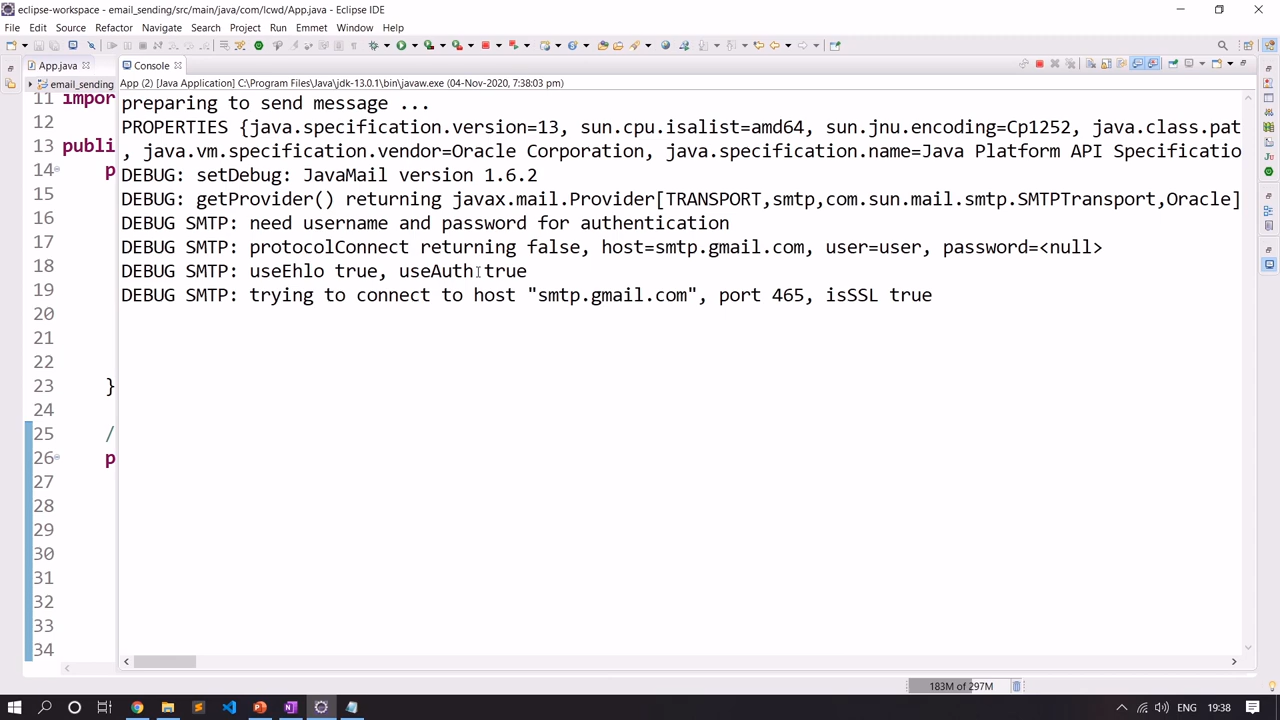 eclipse-workspace - email_sending/src/main/java/com/lcwd/App.java - Eclipse IDE
File Edit Source Refactor Navigate Search Project Run Emmet Window Help
App.java
Console
email_sending
App (2) [Java Application] C:\Program Files\Java\jdk-13.0.1\bin\javaw.exe (04-Nov-2020, 7:38:03 pm)
11 impor
12
13 publi
14 p
15
16
17
18
19
20
21
22
23 }
24
25 /
26 p
27
28
29
30
31
32
33
34
preparing to send message ...
PROPERTIES {java.specification.version=13, sun.cpu.isalist=amd64, sun.jnu.encoding=Cp1252, java.class.pat
, java.vm.specification.vendor=Oracle Corporation, java.specification.name=Java Platform API Specificatio
DEBUG: setDebug: JavaMail version 1.6.2
DEBUG: getProvider() returning javax.mail.Provider[TRANSPORT,smtp,com.sun.mail.smtp.SMTPTransport,Oracle]
DEBUG SMTP: need username and password for authentication
DEBUG SMTP: protocolConnect returning false, host=smtp.gmail.com, user=user, password=<null>
DEBUG SMTP: useEhlo true, useAuth true
DEBUG SMTP: trying to connect to host "smtp.gmail.com", port 465, isSSL true
183M of 297M
ENG 19:38